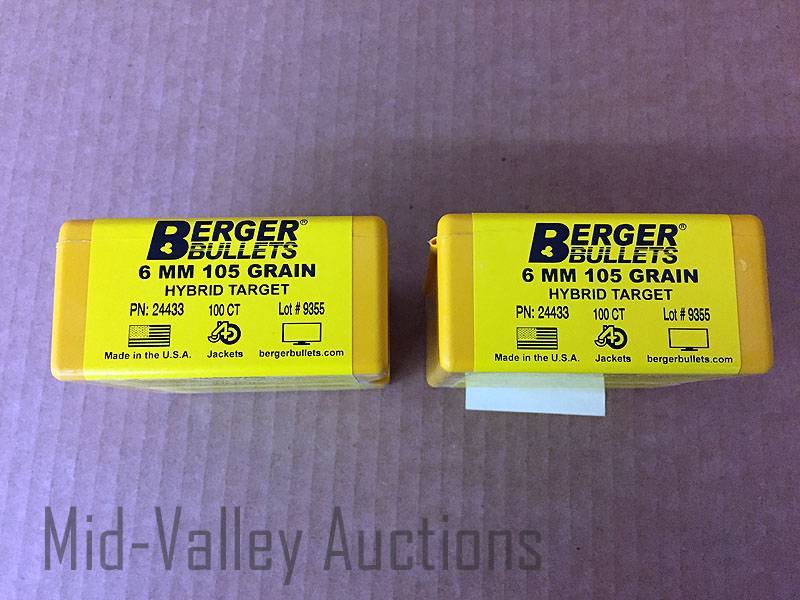 BERGER®
BULLETS
6 MM 105 GRAIN
HYBRID TARGET
PN: 24433 100 CT Lot # 9355
Made in the U.S.A. Jackets bergerbullets.com
BERGER®
BULLETS
6 MM 105 GRAIN
HYBRID TARGET
PN: 24433 100 CT Lot # 9355
Made in the U.S.A. Jackets bergerbullets.com
Mid-Valley Auctions